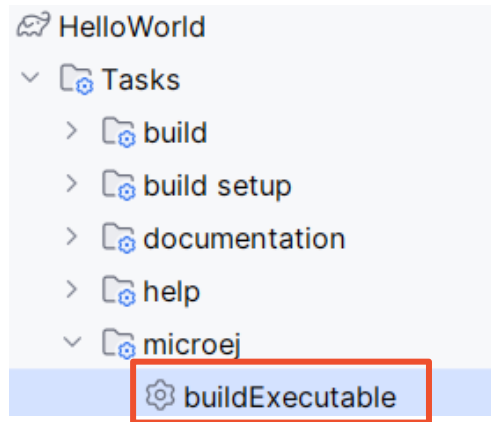 HelloWorld
Tasks
build
build setup
documentation
help
microej
buildExecutable